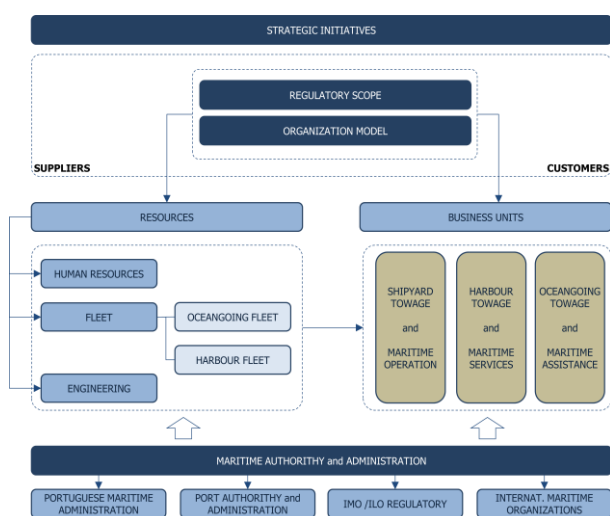 STRATEGIC INITIATIVES
REGULATORY SCOPE
ORGANIZATION MODEL
SUPPLIERS
CUSTOMERS
RESOURCES
BUSINESS UNITS
HUMAN RESOURCES
FLEET
OCEANGOING FLEET
HARBOUR FLEET
ENGINEERING
SHIPYARD
TOWAGE
and
MARITIME
OPERATION
HARBOUR
TOWAGE
and
MARITIME
SERVICES
OCEANGOING
TOWAGE
and
MARITIME
ASSISTANCE
MARITIME AUTHORITHY and ADMINISTRATION
PORTUGUESE MARITIME
ADMINISTRATION
PORT AUTHORITHY and
ADMINISTRATION
IMO /ILO REGULATORY
INTERNAT. MARITIME
ORGANIZATIONS